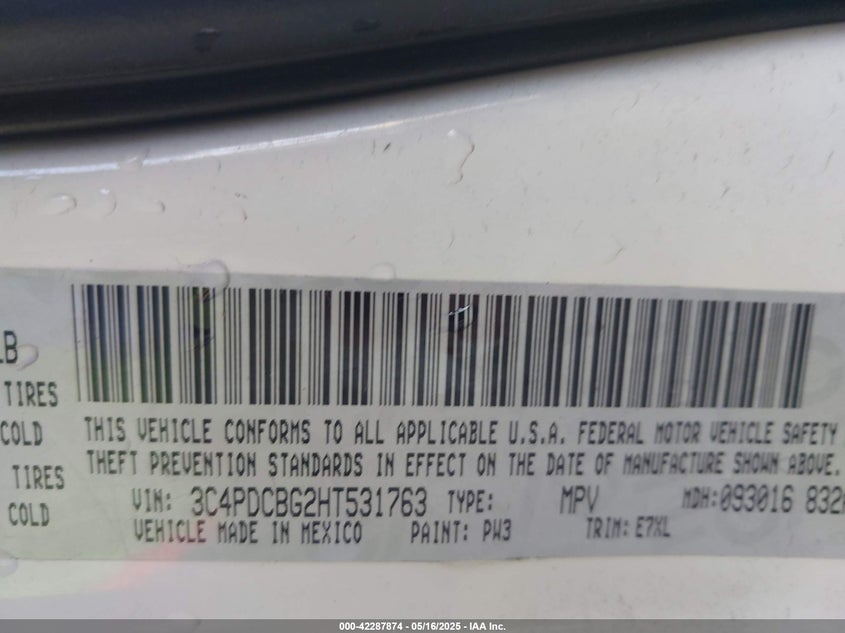 LB
TIRES
COLD
TIRES
COLD
THIS VEHICLE CONFORMS TO ALL APPLICABLE U.S.A. FEDERAL MOTOR VEHICLE SAFETY
THEFT PREVENTION STANDARDS IN EFFECT ON THE DATE OF MANUFACTURE SHOWN ABOVE.
VIN: 3C4PDCBG2HT531763 TYPE: MPV MDH:093016 832
VEHICLE MADE IN MEXICO PAINT: PW3 TRIM: E7XL
000-42287874 - 05/16/2025 - IAA Inc.